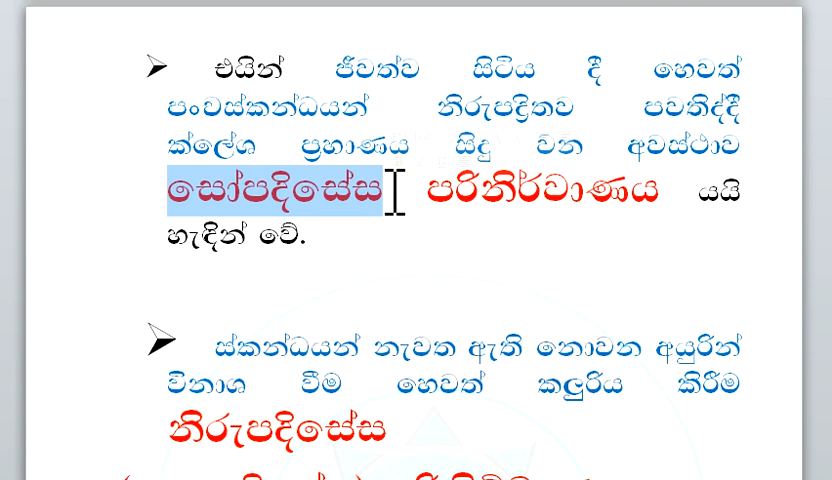 එයින් ජීවත්ව සිටිය දී හෙවත්
පංචස්කන්ධයන් නිරුපද්‍රිතව පවතිද්දී
ක්ලේශ ප්‍රහාණය සිදු වන අවස්ථාව
සෝපදිසේස පරිනිර්වාණය යයි
හැඳින් වේ.
ස්කන්ධයන් නැවත ඇති නොවන අයුරින්
විනාශ වීම හෙවත් කලුරිය කිරීම
නිරුපදිසේස